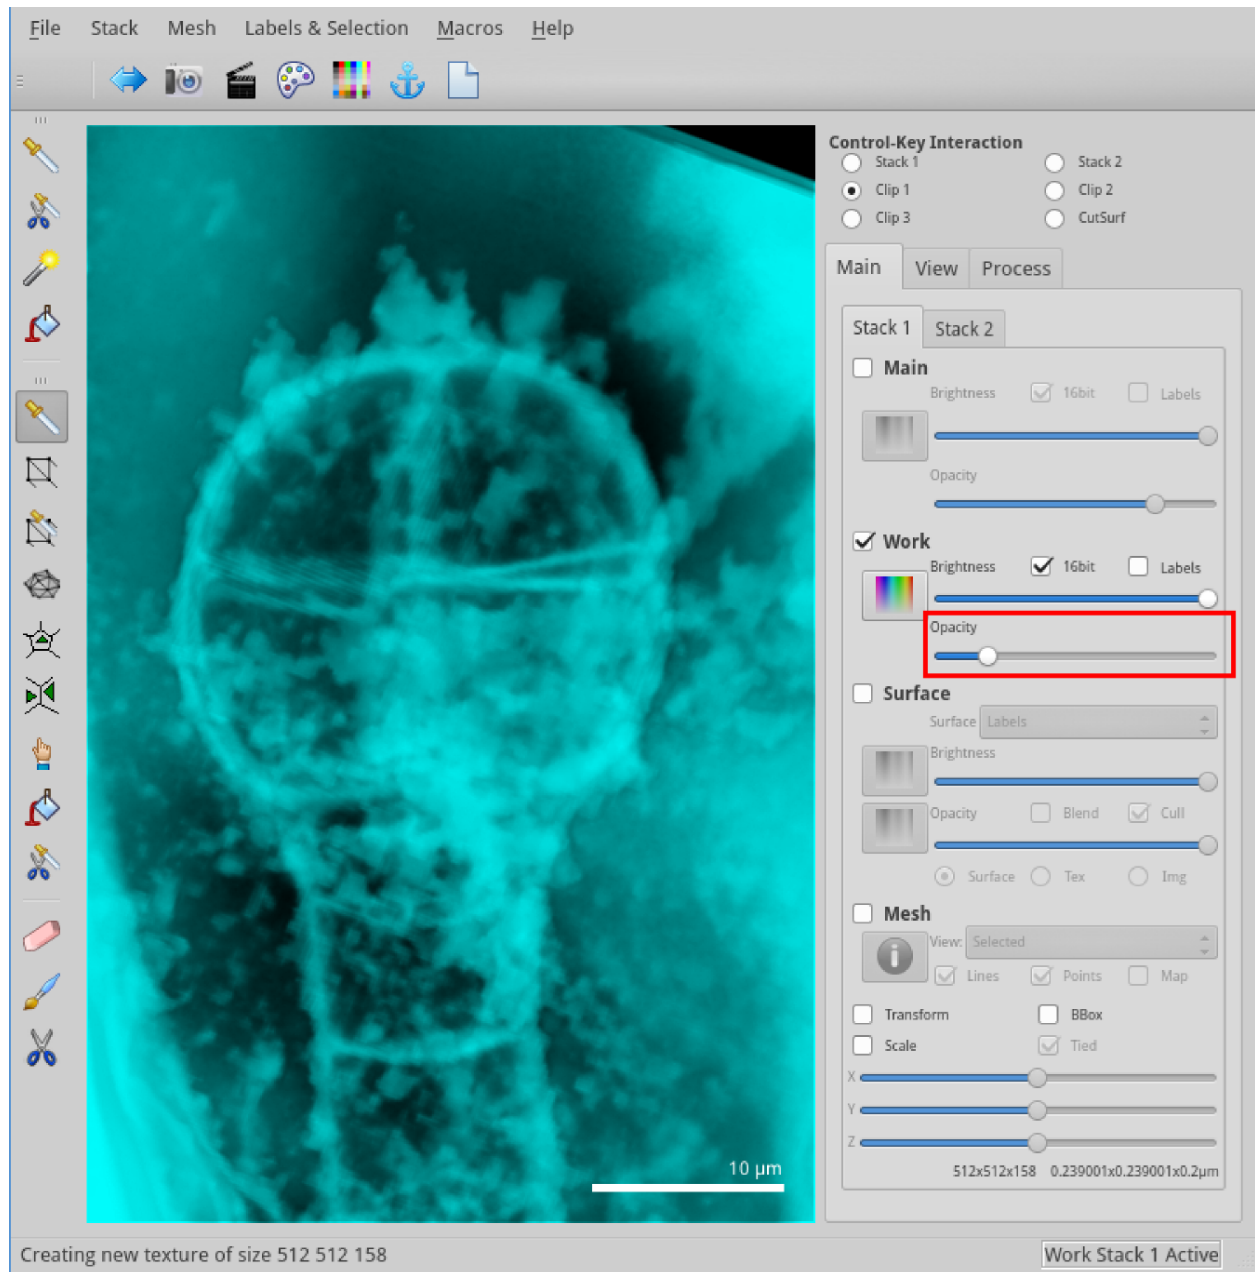 File Stack Mesh Labels & Selection Macros Help
Control-Key Interaction
Stack 1 Stack 2
Clip 1 Clip 2
Clip 3 CutSurf
Main View Process
Stack 1 Stack 2
Main
Brightness 16bit Labels
Opacity
Work
Brightness 16bit Labels
Opacity
Surface
Surface Labels
Brightness
Opacity Blend Cull
Surface Tex Img
Mesh
View: Selected
Lines Points Map
Transform BBox
Scale Tied
X
Y
Z
512x512x158 0.239001x0.239001x0.2µm
10 µm
Creating new texture of size 512 512 158
Work Stack 1 Active